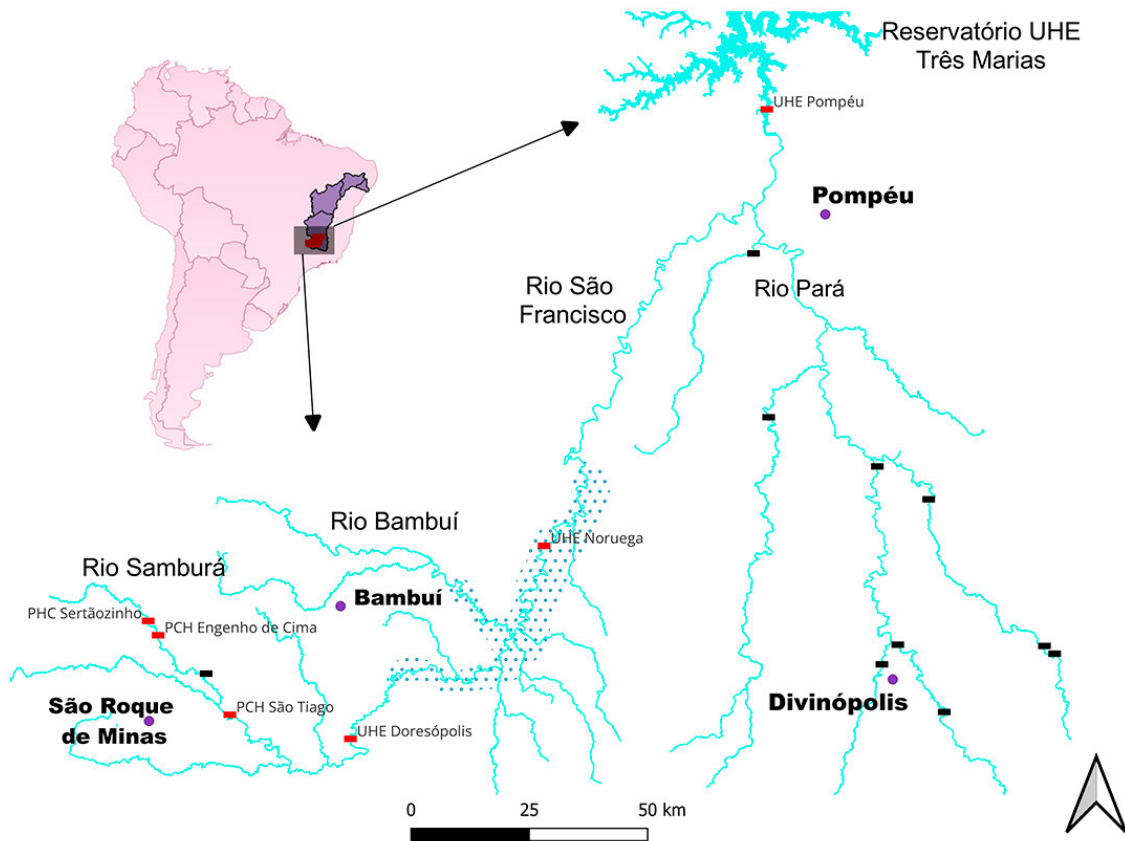 Reservatório UHE
Três Marias
UHE Pompéu
Pompéu
Rio São
Francisco
Rio Pará
Rio Bambuí
UHE Noruega
Rio Samburá
Bambuí
PHC Sertãozinho
PCH Engenho de Cima
São Roque
de Minas
PCH São Tiago
Divinópolis
UHE Doresópolis
0
25
50 km